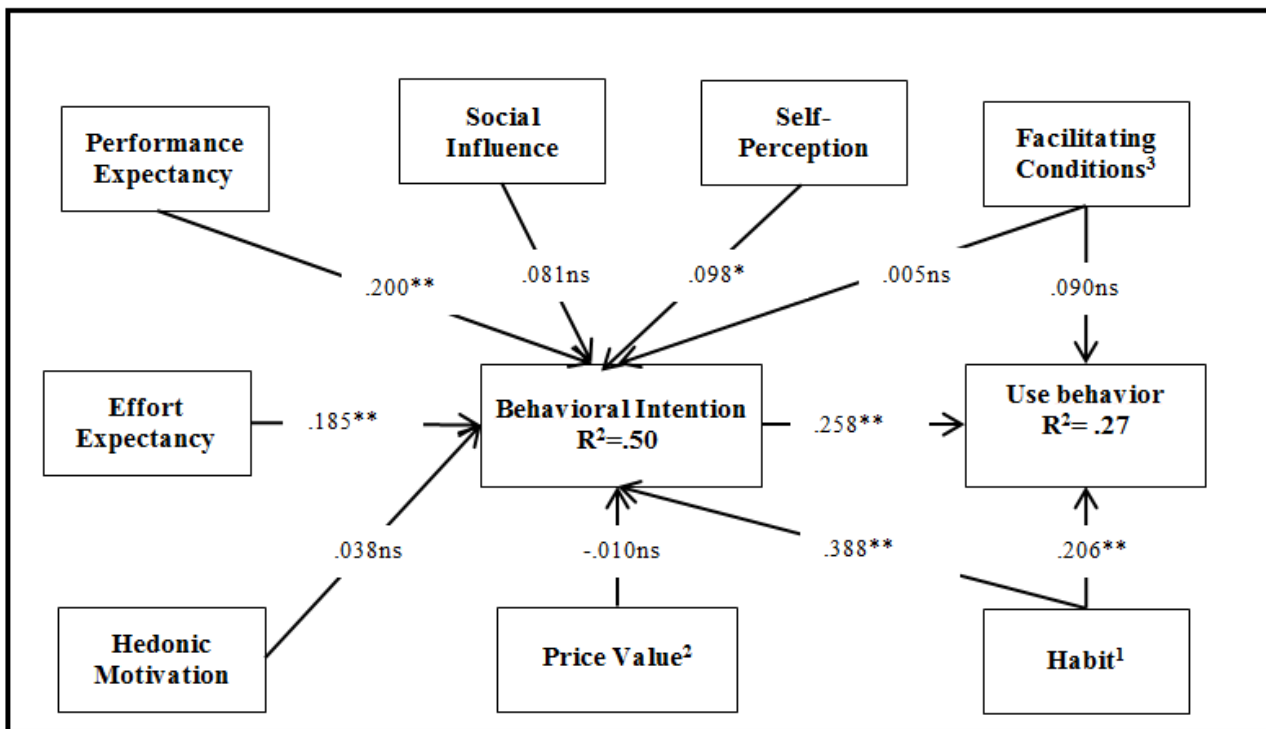 Performance
Expectancy
Social
Influence
Self-
Perception
Facilitating
Conditions³
.200**
.081ns
.098*
.005ns
.090ns
Effort
Expectancy
.185**
Behavioral Intention
R²=.50
.258**
Use behavior
R²= .27
.038ns
-.010ns
.388**
.206**
Hedonic
Motivation
Price Value²
Habit¹